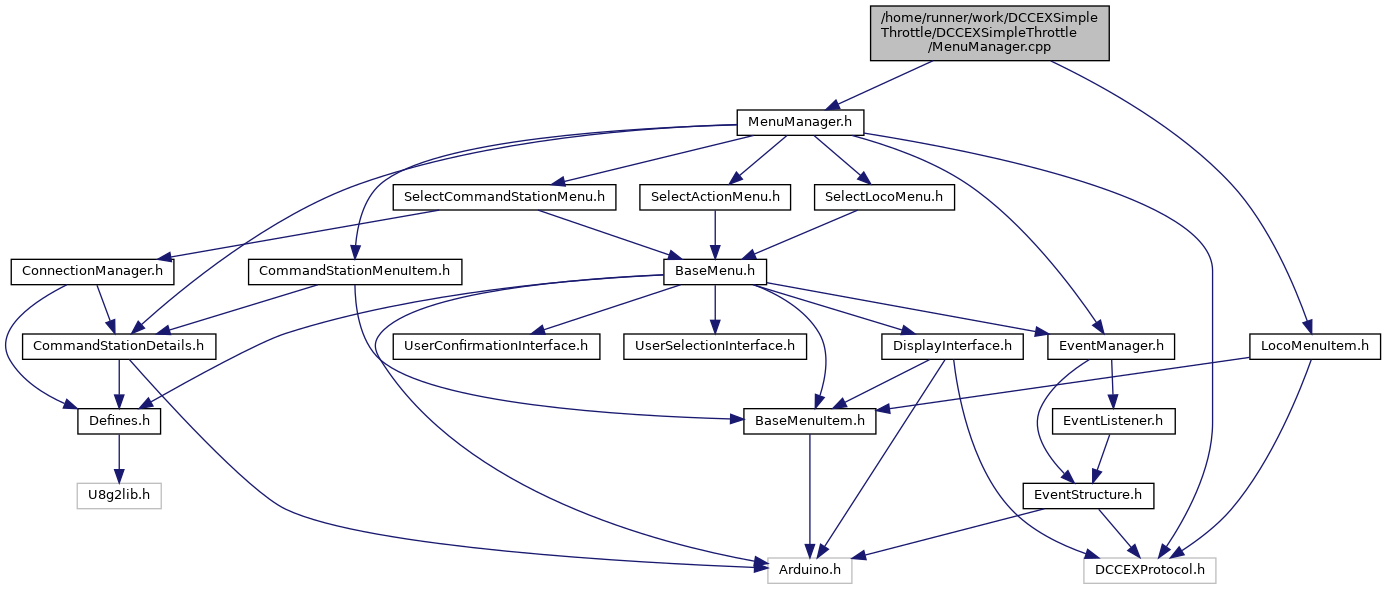 /home/runner/work/DCCEXSimple
Throttle/DCCEXSimpleThrottle
/MenuManager.cpp
MenuManager.h
SelectCommandStationMenu.h
SelectActionMenu.h
SelectLocoMenu.h
ConnectionManager.h
CommandStationMenuItem.h
BaseMenu.h
CommandStationDetails.h
UserConfirmationInterface.h
UserSelectionInterface.h
DisplayInterface.h
EventManager.h
LocoMenuItem.h
Defines.h
BaseMenuItem.h
EventListener.h
U8g2lib.h
EventStructure.h
Arduino.h
DCCEXProtocol.h